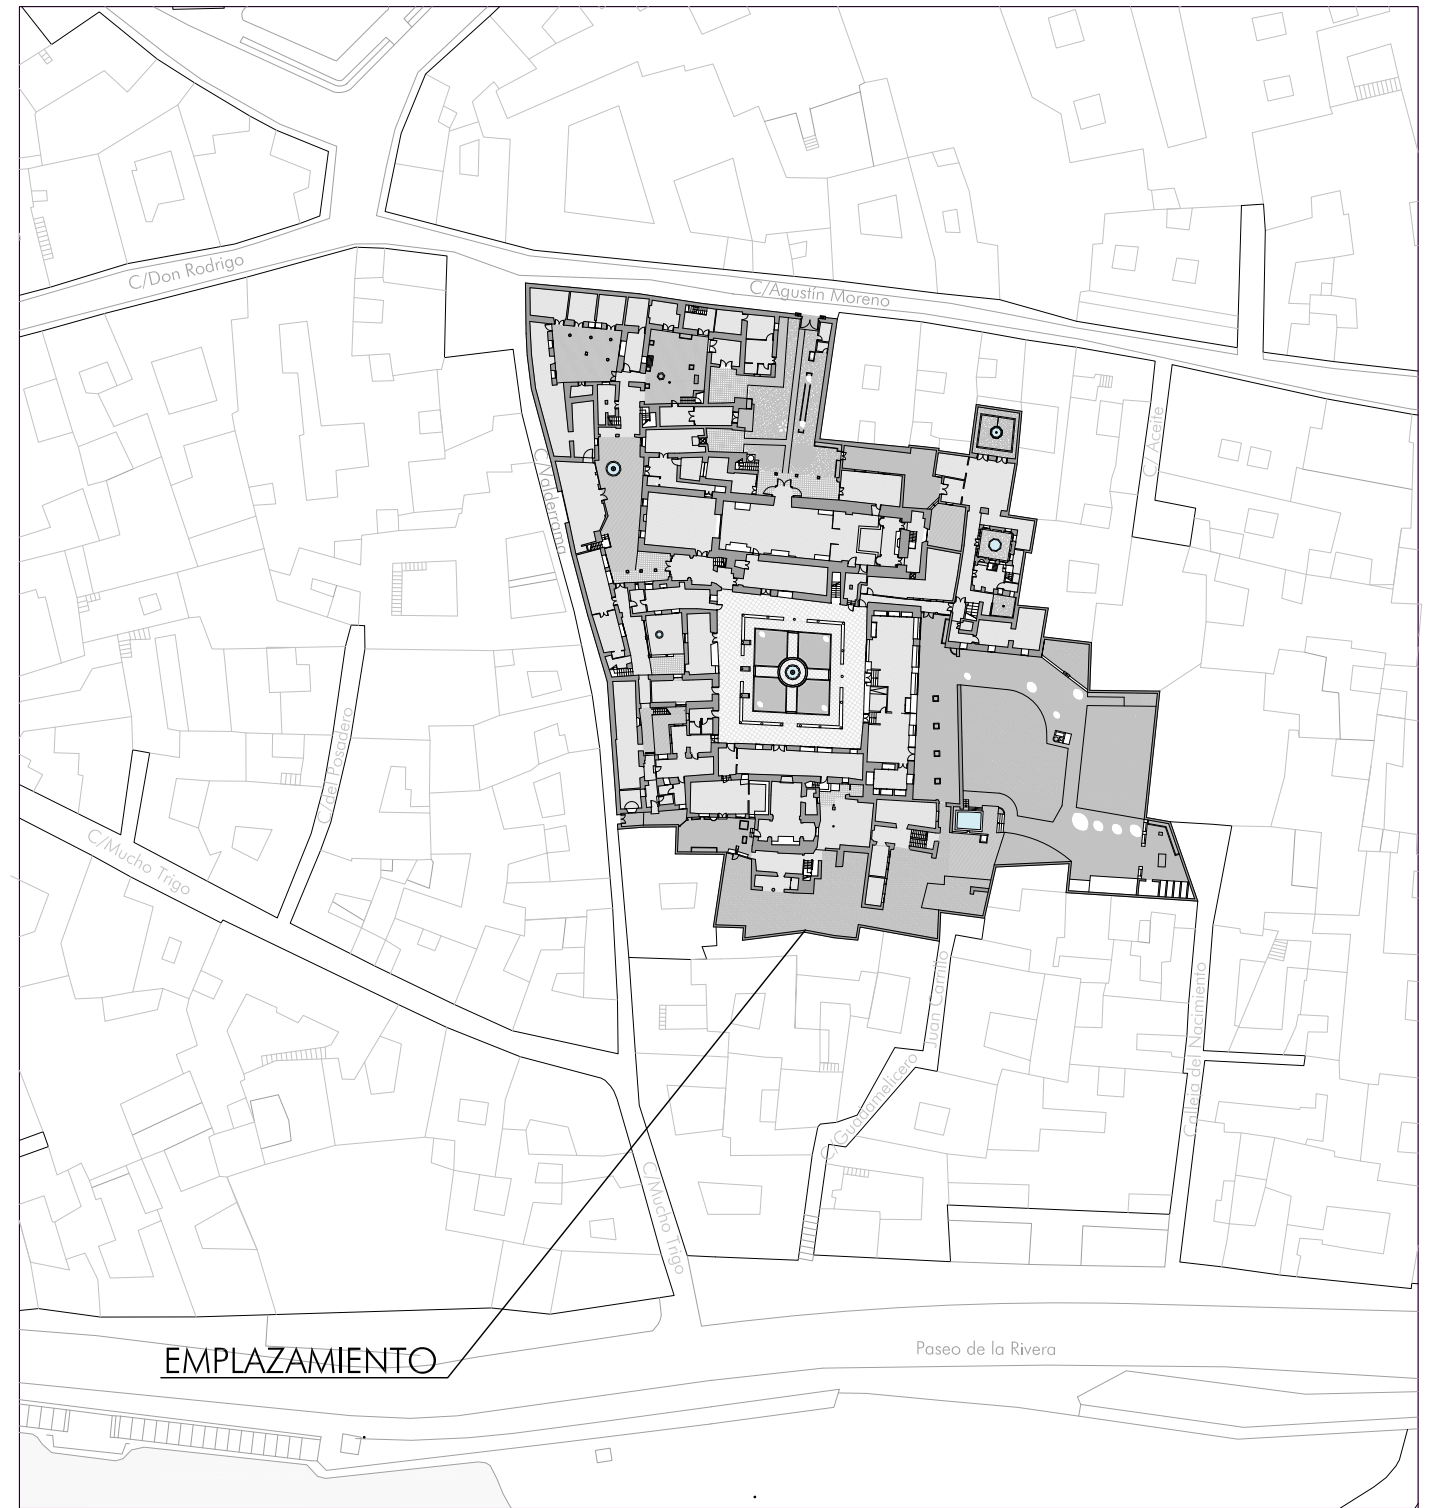 C/Don Rodrigo
C/Agustín Moreno
C/ Aceite
C/Valderrama
C/del Posadero
C/Mucho Trigo
Juan Carrillo
C/Guadamelicero
Calleja del Nacimiento
C/Mucho Trigo
Paseo de la Rivera
EMPLAZAMIENTO